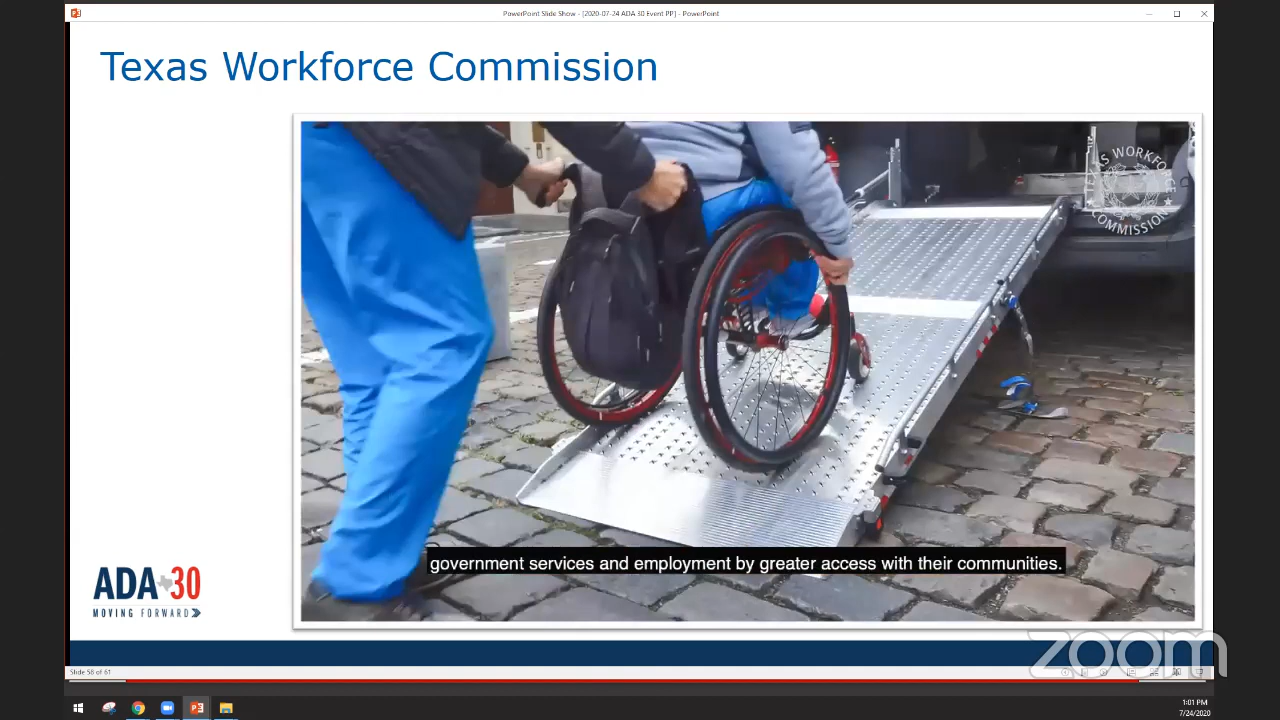 PowerPoint Slide Show - [2020-07-24 ADA 30 Event PP] - PowerPoint
Texas Workforce Commission
TEXAS WORKFORCE
COMMISSION
government services and employment by greater access with their communities.
ADA 30
MOVING FORWARD
zoom
Slide 58 of 61
1:01 PM
7/24/2020